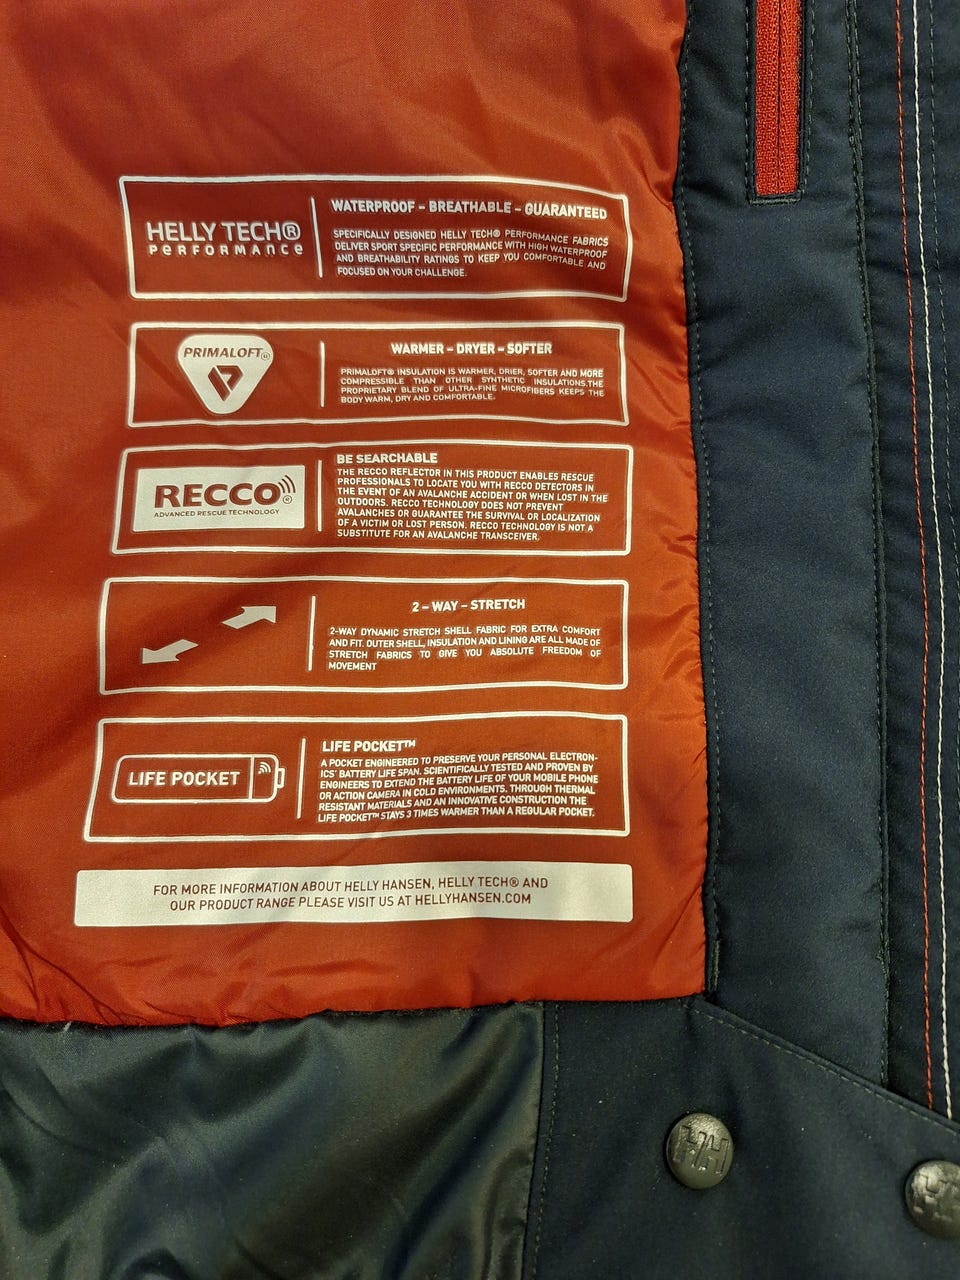 HELLY TECH®
PERFORMANCE
WATERPROOF – BREATHABLE – GUARANTEED
SPECIFICALLY DESIGNED HELLY TECH® PERFORMANCE FABRICS
DELIVER SPORT SPECIFIC PERFORMANCE WITH HIGH WATERPROOF
AND BREATHABILITY RATINGS TO KEEP YOU COMFORTABLE AND
FOCUSED ON YOUR CHALLENGE.
PRIMALOFT®
WARMER – DRYER – SOFTER
PRIMALOFT® INSULATION IS WARMER, DRIER, SOFTER AND MORE
COMPRESSIBLE THAN OTHER SYNTHETIC INSULATIONS.THE
PROPRIETARY BLEND OF ULTRA-FINE MICROFIBERS KEEPS THE
BODY WARM, DRY AND COMFORTABLE.
RECCO®
ADVANCED RESCUE TECHNOLOGY
BE SEARCHABLE
THE RECCO REFLECTOR IN THIS PRODUCT ENABLES RESCUE
PROFESSIONALS TO LOCATE YOU WITH RECCO DETECTORS IN
THE EVENT OF AN AVALANCHE ACCIDENT OR WHEN LOST IN THE
OUTDOORS. RECCO TECHNOLOGY DOES NOT PREVENT
AVALANCHES OR GUARANTEE THE SURVIVAL OR LOCALIZATION
OF A VICTIM OR LOST PERSON. RECCO TECHNOLOGY IS NOT A
SUBSTITUTE FOR AN AVALANCHE TRANSCEIVER.
2 – WAY – STRETCH
2-WAY DYNAMIC STRETCH SHELL FABRIC FOR EXTRA COMFORT
AND FIT. OUTER SHELL, INSULATION AND LINING ARE ALL MADE OF
STRETCH FABRICS TO GIVE YOU ABSOLUTE FREEDOM OF
MOVEMENT
LIFE POCKET
LIFE POCKET™
A POCKET ENGINEERED TO PRESERVE YOUR PERSONAL ELECTRON-
ICS' BATTERY LIFE SPAN. SCIENTIFICALLY TESTED AND PROVEN BY
ENGINEERS TO EXTEND THE BATTERY LIFE OF YOUR MOBILE PHONE
OR ACTION CAMERA IN COLD ENVIRONMENTS. THROUGH THERMAL
RESISTANT MATERIALS AND AN INNOVATIVE CONSTRUCTION THE
LIFE POCKET™ STAYS 3 TIMES WARMER THAN A REGULAR POCKET.
FOR MORE INFORMATION ABOUT HELLY HANSEN, HELLY TECH® AND
OUR PRODUCT RANGE PLEASE VISIT US AT HELLYHANSEN.COM
HH
HH